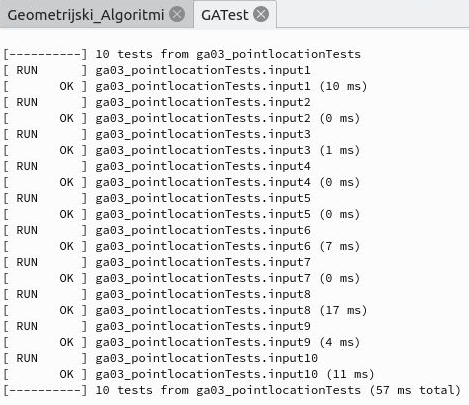 Geometrijski_Algoritmi GATest
[----------] 10 tests from ga03_pointlocationTests
[ RUN      ] ga03_pointlocationTests.input1
[       OK ] ga03_pointlocationTests.input1 (10 ms)
[ RUN      ] ga03_pointlocationTests.input2
[       OK ] ga03_pointlocationTests.input2 (0 ms)
[ RUN      ] ga03_pointlocationTests.input3
[       OK ] ga03_pointlocationTests.input3 (1 ms)
[ RUN      ] ga03_pointlocationTests.input4
[       OK ] ga03_pointlocationTests.input4 (0 ms)
[ RUN      ] ga03_pointlocationTests.input5
[       OK ] ga03_pointlocationTests.input5 (0 ms)
[ RUN      ] ga03_pointlocationTests.input6
[       OK ] ga03_pointlocationTests.input6 (7 ms)
[ RUN      ] ga03_pointlocationTests.input7
[       OK ] ga03_pointlocationTests.input7 (0 ms)
[ RUN      ] ga03_pointlocationTests.input8
[       OK ] ga03_pointlocationTests.input8 (17 ms)
[ RUN      ] ga03_pointlocationTests.input9
[       OK ] ga03_pointlocationTests.input9 (4 ms)
[ RUN      ] ga03_pointlocationTests.input10
[       OK ] ga03_pointlocationTests.input10 (11 ms)
[----------] 10 tests from ga03_pointlocationTests (57 ms total)